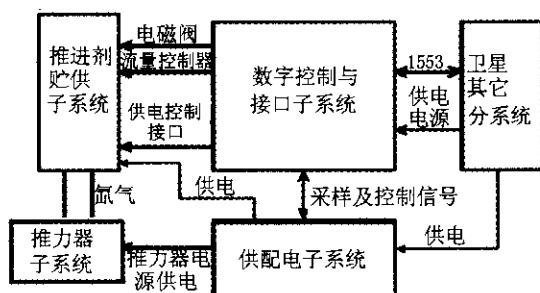 推进剂
贮供
子系统
电磁阀
流量控制器
供电控制
接口
数字控制与
接口子系统
1553
供电
电源
卫星
其它
分系统
氙气
供电
采样及控制信号
供电
推力器
子系统
推力器电
源供电
供配电子系统